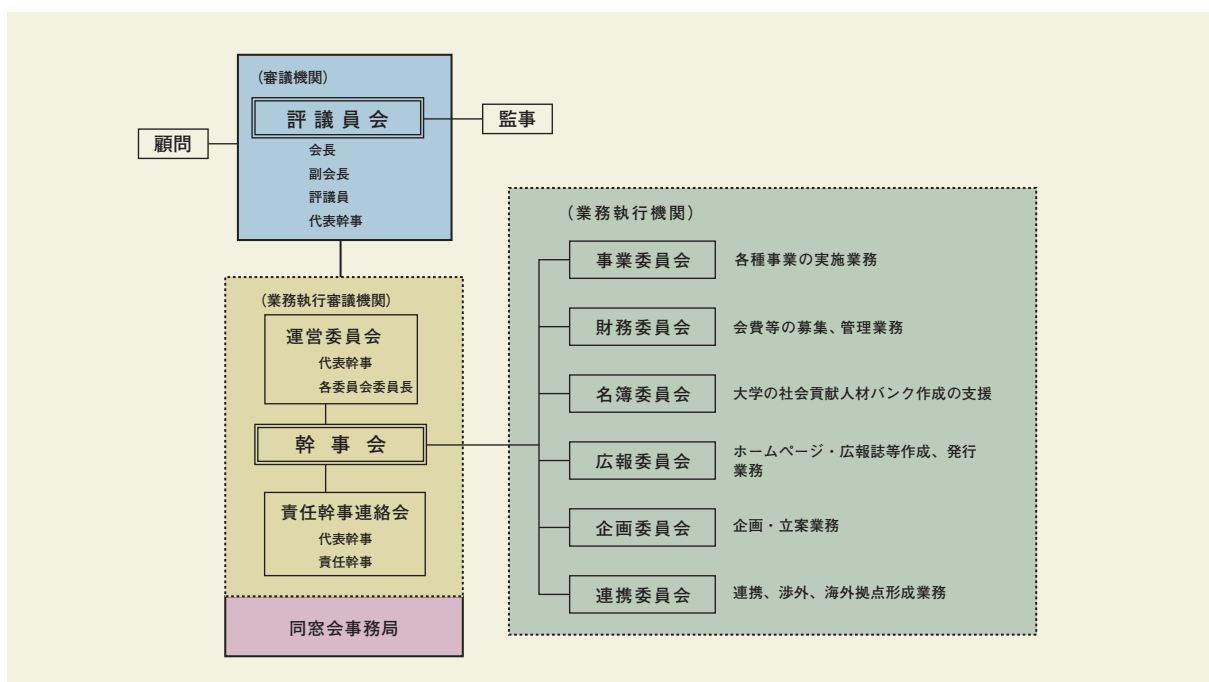 (審議機関)
評議員会
監事
顧問
会長
副会長
評議員
代表幹事
(業務執行審議機関)
運営委員会
代表幹事
各委員会委員長
幹事会
責任幹事連絡会
代表幹事
責任幹事
同窓会事務局
(業務執行機関)
事業委員会 各種事業の実施業務
財務委員会 会費等の募集、管理業務
名簿委員会 大学の社会貢献人材バンク作成の支援
広報委員会 ホームページ・広報誌等作成、発行
業務
企画委員会 企画・立案業務
連携委員会 連携、渉外、海外拠点形成業務